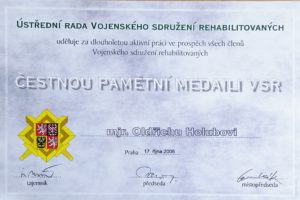 ÚSTŘEDNÍ RADA VOJENSKÉHO SDRUŽENÍ REHABILITOVANÝCH
uděluje za dlouholetou aktivní práci ve prospěch všech členů
Vojenského sdružení rehabilitovaných
ČESTNOU PAMĚTNÍ MEDAILI VSR
mjr. Oldřichu Holubovi
Praha 17. října 2006
tajemník předseda místopředseda